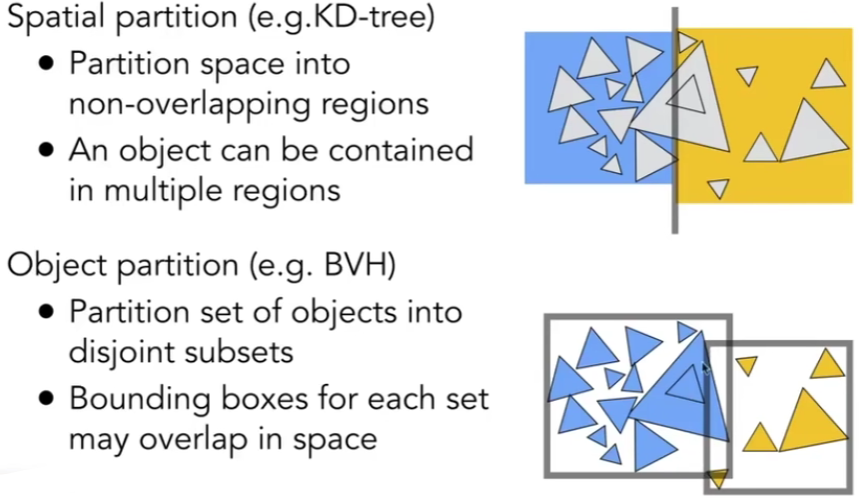 Spatial partition (e.g.KD-tree)
● Partition space into
non-overlapping regions
● An object can be contained
in multiple regions
Object partition (e.g. BVH)
● Partition set of objects into
disjoint subsets
● Bounding boxes for each set
may overlap in space